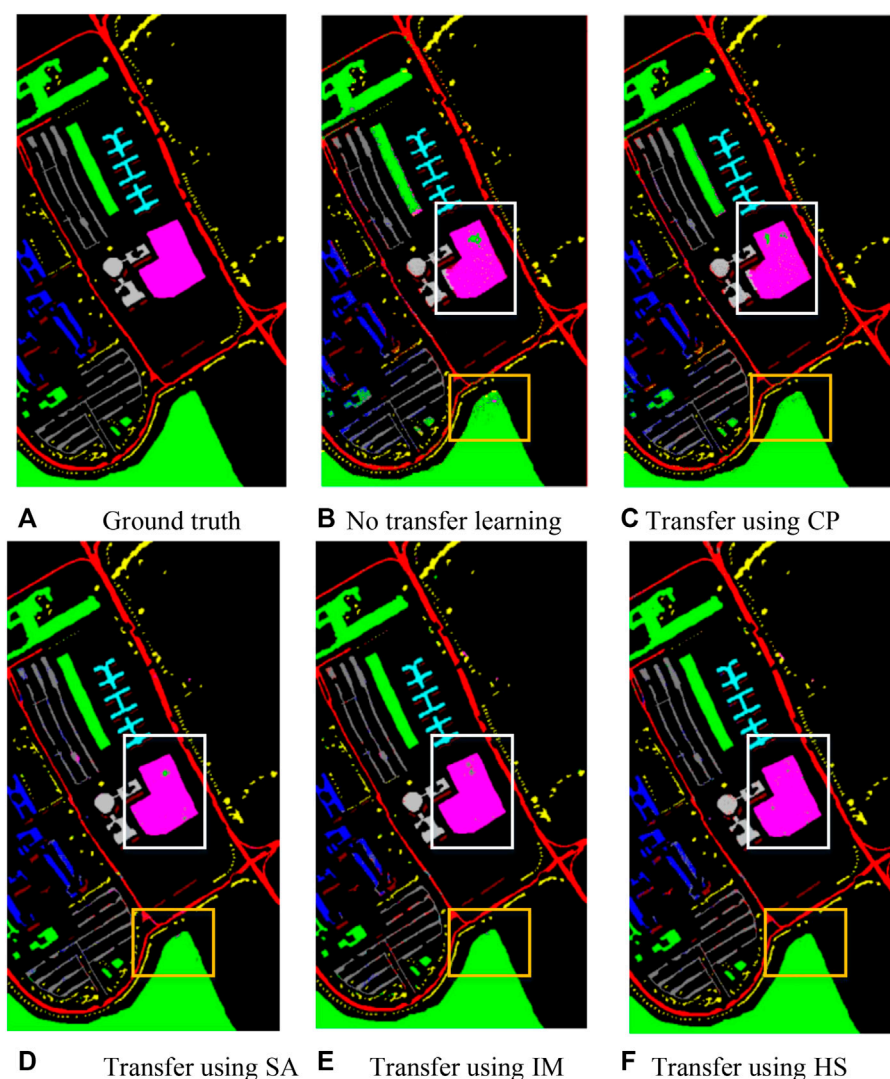 A Ground truth
B No transfer learning
C Transfer using CP
D Transfer using SA
E Transfer using IM
F Transfer using HS